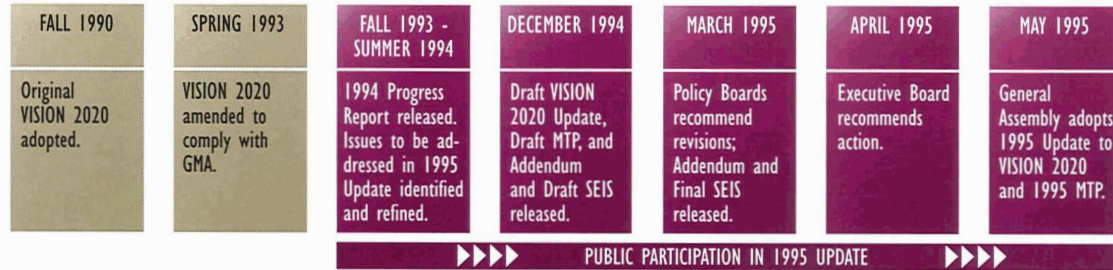 FALL 1990
Original
VISION 2020
adopted.
SPRING 1993
VISION 2020
amended to
comply with
GMA.
FALL 1993 -
SUMMER 1994
1994 Progress
Report released.
Issues to be ad-
dressed in 1995
Update identified
and refined.
DECEMBER 1994
Draft VISION
2020 Update,
Draft MTP, and
Addendum
and Draft SEIS
released.
MARCH 1995
Policy Boards
recommend
revisions;
Addendum and
Final SEIS
released.
APRIL 1995
Executive Board
recommends
action.
MAY 1995
General
Assembly adopts
1995 Update to
VISION 2020
and 1995 MTP.
PUBLIC PARTICIPATION IN 1995 UPDATE